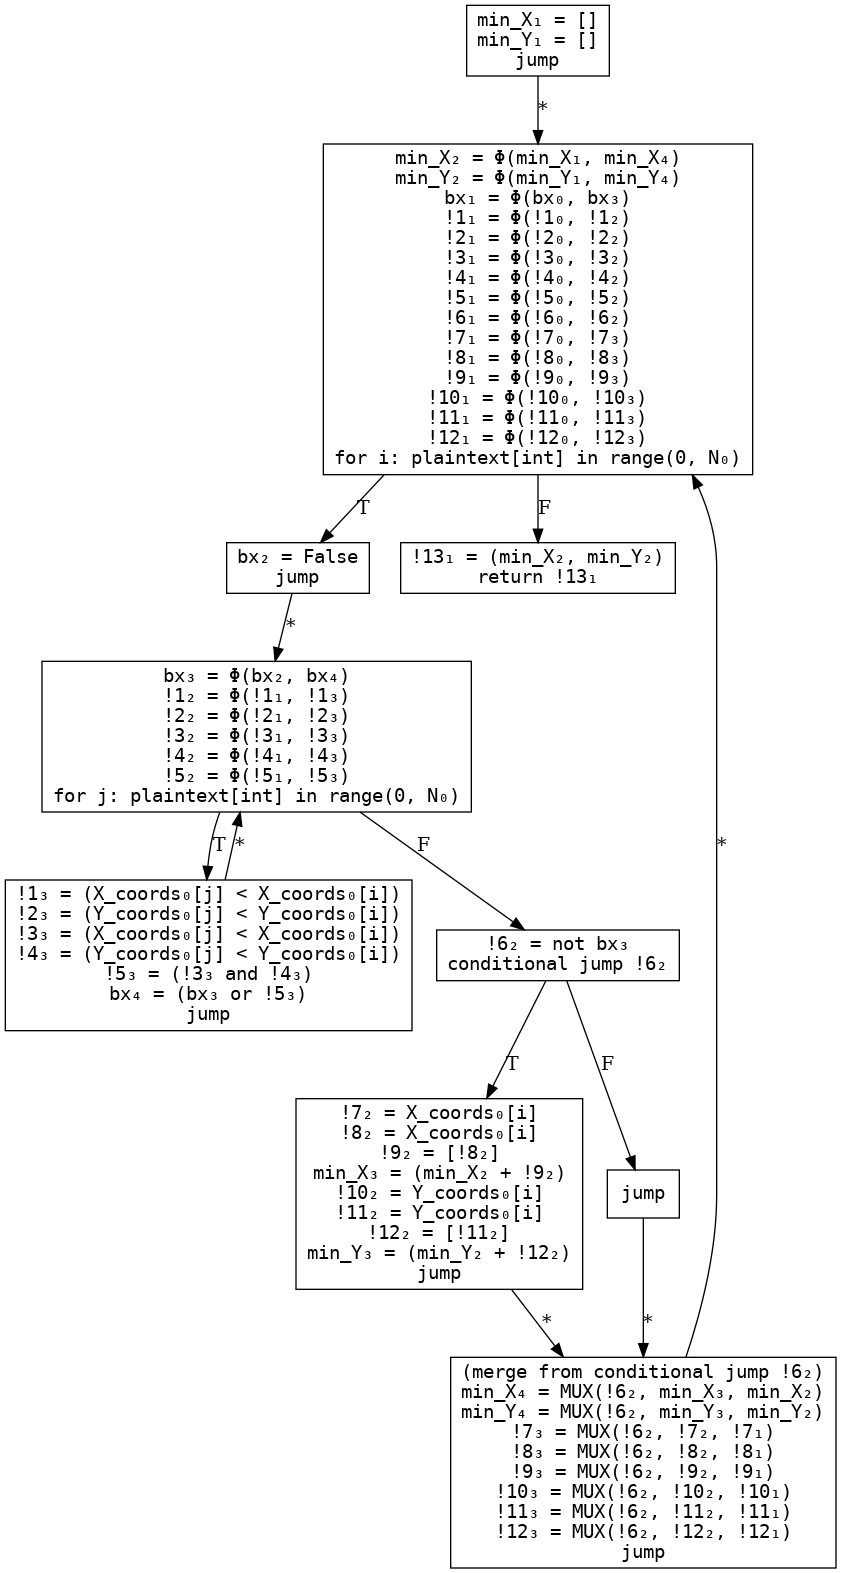 min_X₁ = []
min_Y₁ = []
jump
*
min_X₂ = Φ(min_X₁, min_X₄)
min_Y₂ = Φ(min_Y₁, min_Y₄)
bx₁ = Φ(bx₀, bx₃)
!1₁ = Φ(!1₀, !1₂)
!2₁ = Φ(!2₀, !2₂)
!3₁ = Φ(!3₀, !3₂)
!4₁ = Φ(!4₀, !4₂)
!5₁ = Φ(!5₀, !5₂)
!6₁ = Φ(!6₀, !6₂)
!7₁ = Φ(!7₀, !7₃)
!8₁ = Φ(!8₀, !8₃)
!9₁ = Φ(!9₀, !9₃)
!10₁ = Φ(!10₀, !10₃)
!11₁ = Φ(!11₀, !11₃)
!12₁ = Φ(!12₀, !12₃)
for i: plaintext[int] in range(0, N₀)
T
F
bx₂ = False
jump
!13₁ = (min_X₂, min_Y₂)
return !13₁
*
bx₃ = Φ(bx₂, bx₄)
!1₂ = Φ(!1₁, !1₃)
!2₂ = Φ(!2₁, !2₃)
!3₂ = Φ(!3₁, !3₃)
!4₂ = Φ(!4₁, !4₃)
!5₂ = Φ(!5₁, !5₃)
for j: plaintext[int] in range(0, N₀)
T
*
F
*
!1₃ = (X_coords₀[j] < X_coords₀[i])
!2₃ = (Y_coords₀[j] < Y_coords₀[i])
!3₃ = (X_coords₀[j] < X_coords₀[i])
!4₃ = (Y_coords₀[j] < Y_coords₀[i])
!5₃ = (!3₃ and !4₃)
bx₄ = (bx₃ or !5₃)
jump
!6₂ = not bx₃
conditional jump !6₂
T
F
!7₂ = X_coords₀[i]
!8₂ = X_coords₀[i]
!9₂ = [!8₂]
min_X₃ = (min_X₂ + !9₂)
!10₂ = Y_coords₀[i]
!11₂ = Y_coords₀[i]
!12₂ = [!11₂]
min_Y₃ = (min_Y₂ + !12₂)
jump
jump
*
*
(merge from conditional jump !6₂)
min_X₄ = MUX(!6₂, min_X₃, min_X₂)
min_Y₄ = MUX(!6₂, min_Y₃, min_Y₂)
!7₃ = MUX(!6₂, !7₂, !7₁)
!8₃ = MUX(!6₂, !8₂, !8₁)
!9₃ = MUX(!6₂, !9₂, !9₁)
!10₃ = MUX(!6₂, !10₂, !10₁)
!11₃ = MUX(!6₂, !11₂, !11₁)
!12₃ = MUX(!6₂, !12₂, !12₁)
jump